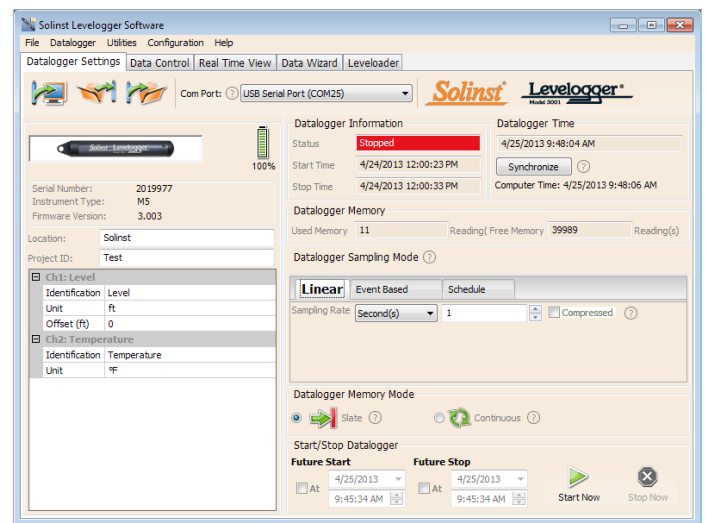 Solinst Levelogger Software
File Datalogger Utilities Configuration Help
Datalogger Settings Data Control Real Time View Data Wizard Leveloader
Com Port: ? USB Serial Port (COM25)
Solinst Levelogger
Model 3001
Solinst Levelogger
100%
Serial Number: 2019977
Instrument Type: M5
Firmware Version: 3.003
Location: Solinst
Project ID: Test
Ch1: Level
Identification Level
Unit ft
Offset (ft) 0
Ch2: Temperature
Identification Temperature
Unit °F
Datalogger Information
Status Stopped
Start Time 4/24/2013 12:00:23 PM
Stop Time 4/24/2013 12:00:33 PM
Datalogger Time
4/25/2013 9:48:04 AM
Synchronize ?
Computer Time: 4/25/2013 9:48:06 AM
Datalogger Memory
Used Memory 11 Reading( Free Memory 39989 Reading(s)
Datalogger Sampling Mode ?
Linear Event Based Schedule
Sampling Rate Second(s) 1 Compressed ?
Datalogger Memory Mode
Slate ? Continuous ?
Start/Stop Datalogger
Future Start Future Stop
At 4/25/2013 9:45:34 AM
At 4/25/2013 9:45:34 AM
Start Now Stop Now